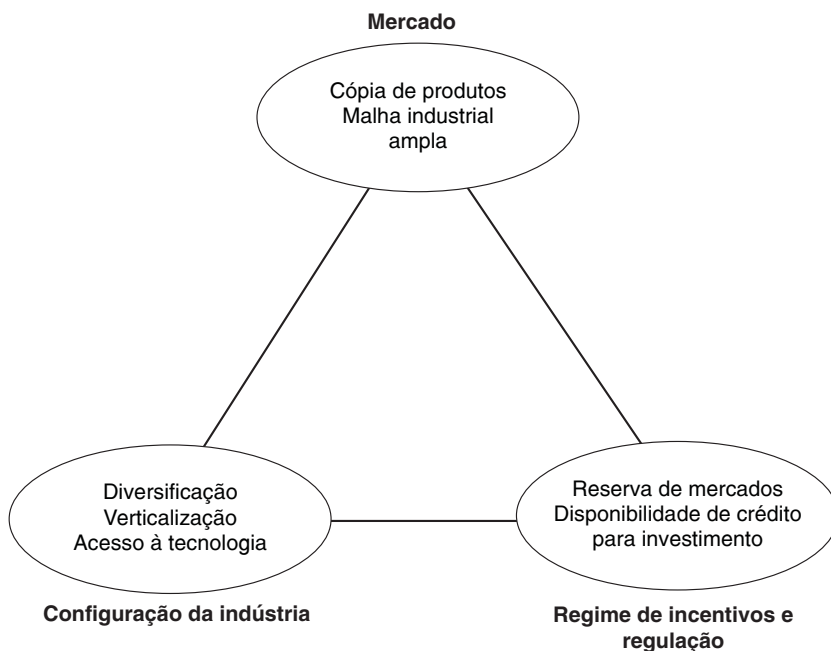 Mercado
Cópia de produtos
Malha industrial
ampla
Diversificação
Verticalização
Acesso à tecnologia
Configuração da indústria
Reserva de mercados
Disponibilidade de crédito
para investimento
Regime de incentivos e
regulação